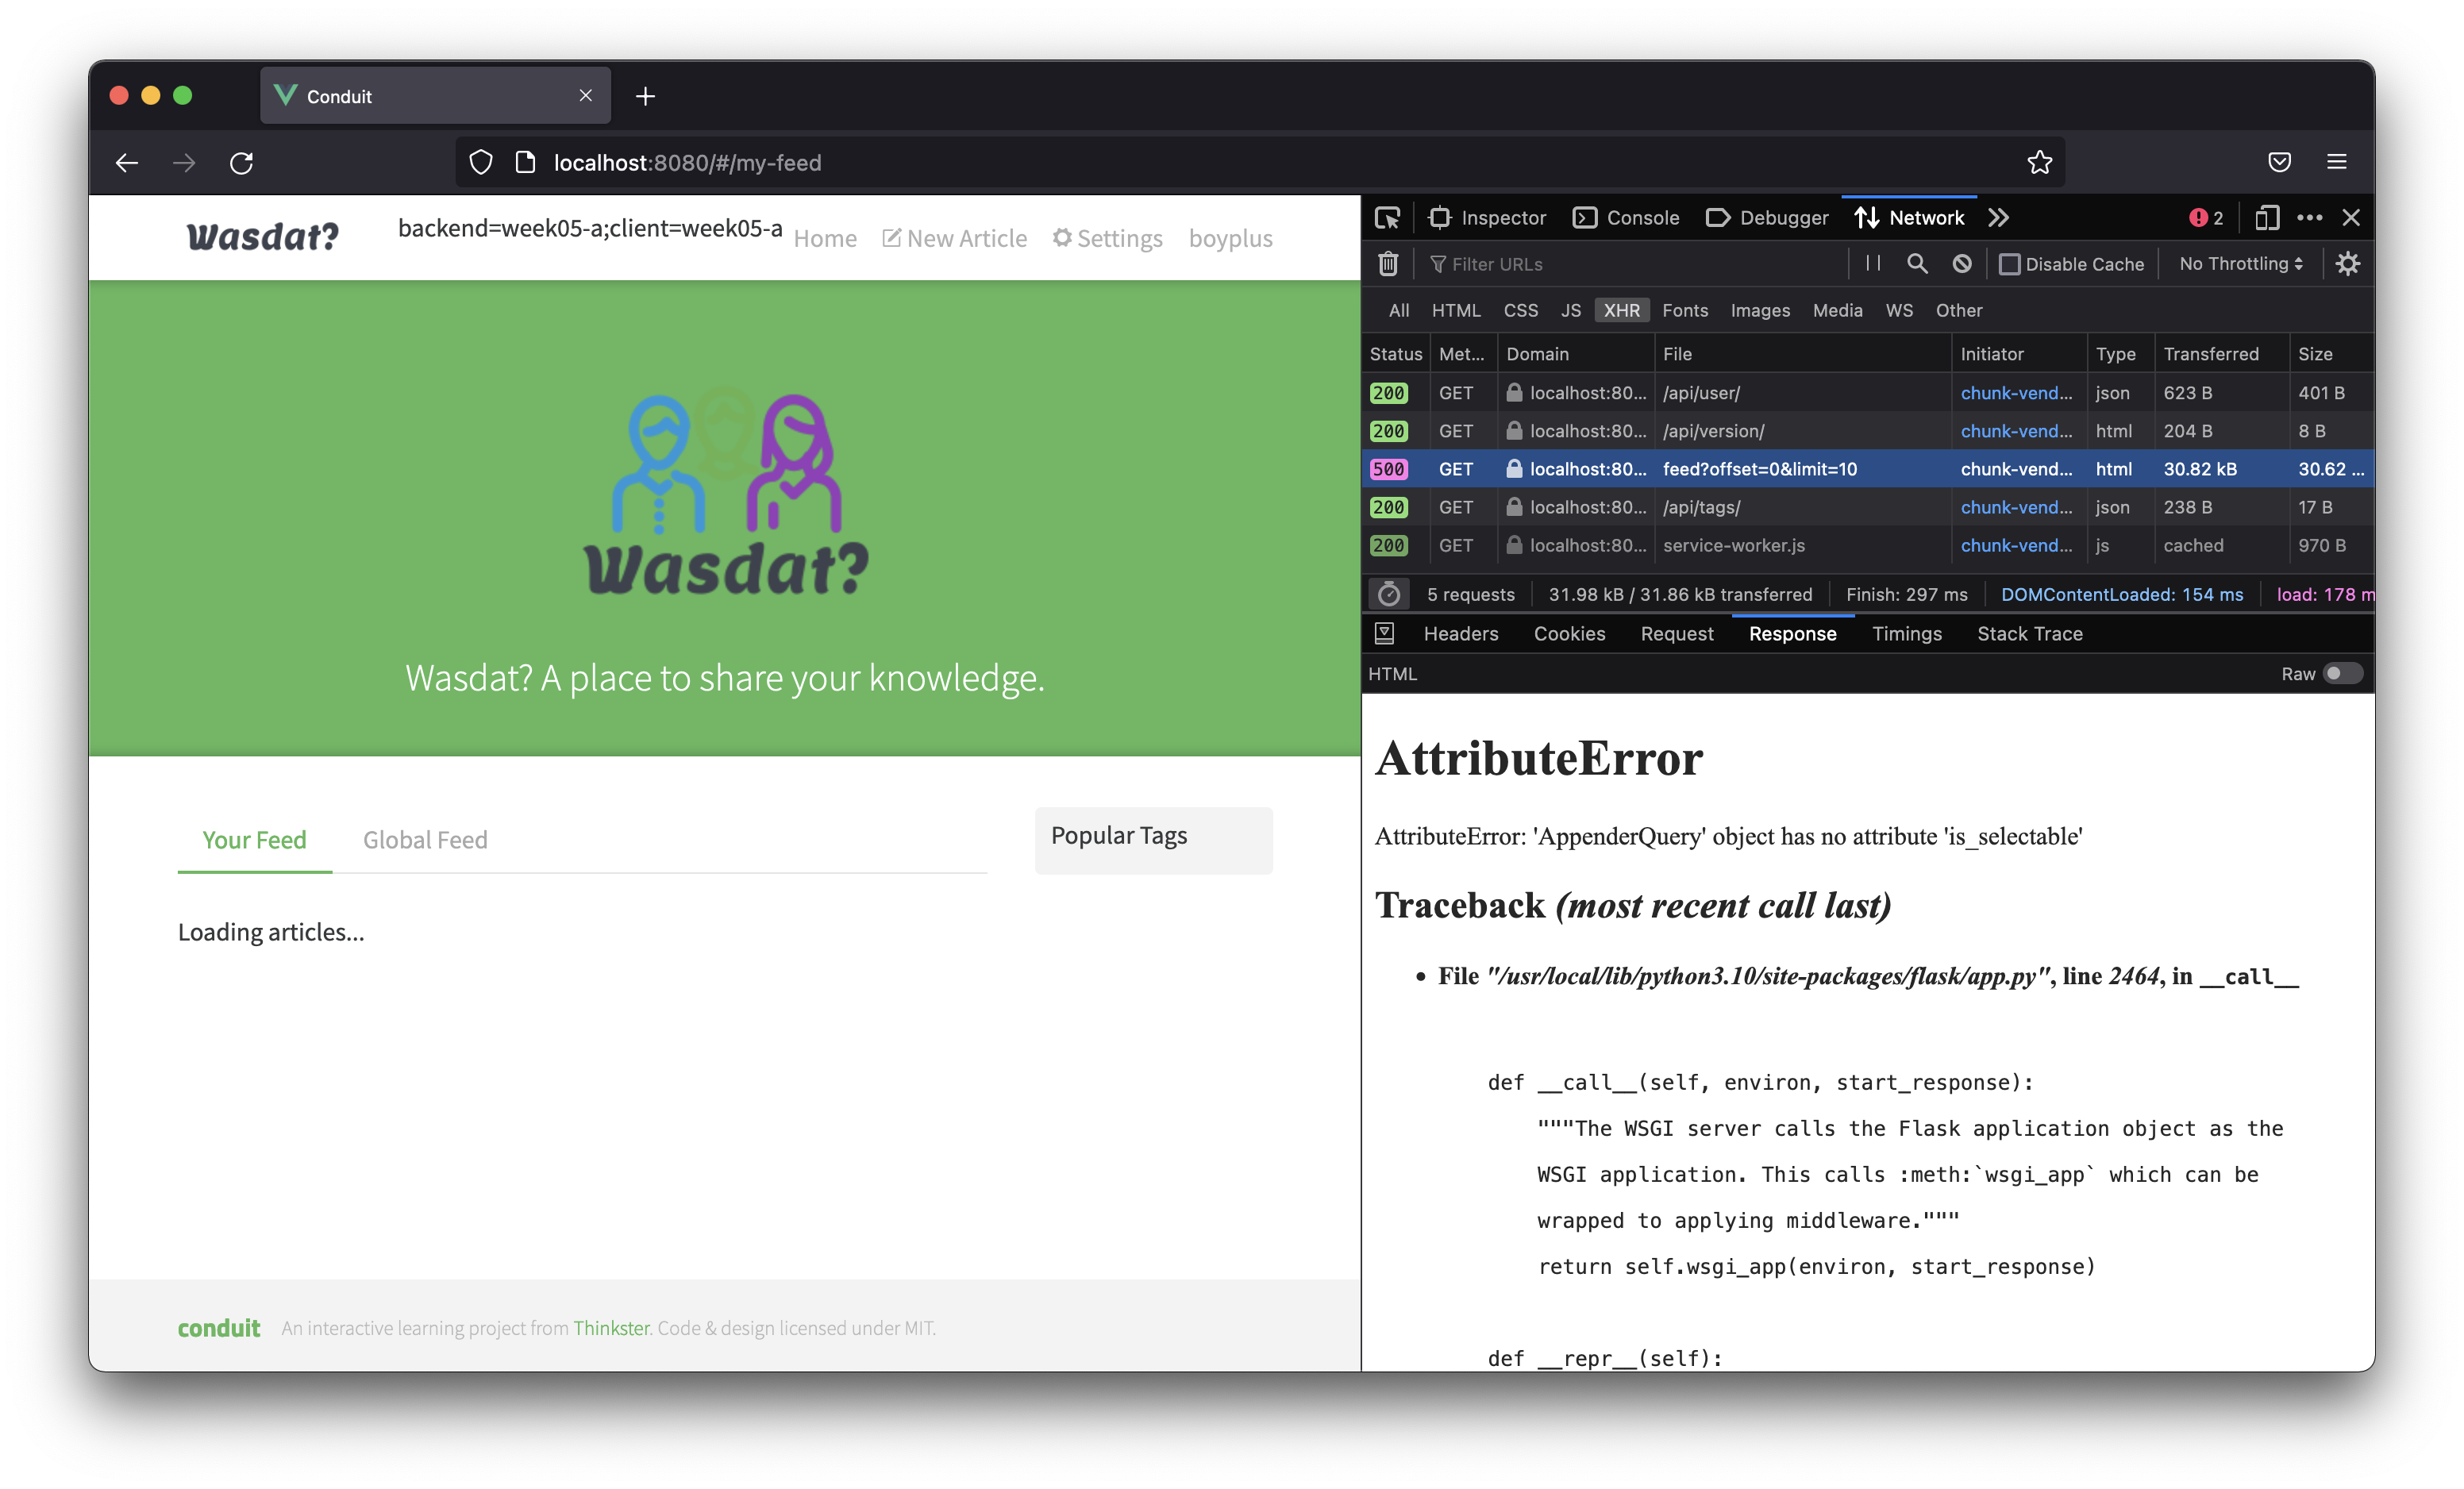 Conduit
localhost:8080/#/my-feed
Wasdat?
backend=week05-a;client=week05-a
Home
New Article
Settings
boyplus
Wasdat?
Wasdat? A place to share your knowledge.
Your Feed
Global Feed
Popular Tags
Loading articles...
conduit An interactive learning project from Thinkster. Code & design licensed under MIT.
Inspector Console Debugger Network 2
Filter URLs Disable Cache No Throttling
All HTML CSS JS XHR Fonts Images Media WS Other
Status Met... Domain File Initiator Type Transferred Size
200 GET localhost:80... /api/user/ chunk-vend... json 623 B 401 B
200 GET localhost:80... /api/version/ chunk-vend... html 204 B 8 B
500 GET localhost:80... feed?offset=0&limit=10 chunk-vend... html 30.82 kB 30.62 ...
200 GET localhost:80... /api/tags/ chunk-vend... json 238 B 17 B
200 GET localhost:80... service-worker.js chunk-vend... js cached 970 B
5 requests 31.98 kB / 31.86 kB transferred Finish: 297 ms DOMContentLoaded: 154 ms load: 178 m
Headers Cookies Request Response Timings Stack Trace
HTML Raw
AttributeError
AttributeError: 'AppenderQuery' object has no attribute 'is_selectable'
Traceback (most recent call last)
• File "/usr/local/lib/python3.10/site-packages/flask/app.py", line 2464, in __call__
def __call__(self, environ, start_response):
"""The WSGI server calls the Flask application object as the
WSGI application. This calls :meth:`wsgi_app` which can be
wrapped to applying middleware."""
return self.wsgi_app(environ, start_response)
def __repr__(self):